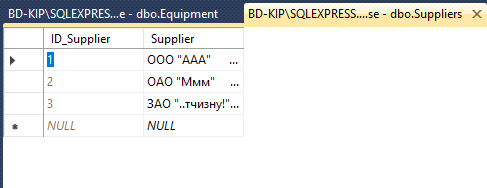 BD-KIP\SQLEXPRES...e - dbo.Equipment
BD-KIP\SQLEXPRESS....se - dbo.Suppliers
ID_Supplier Supplier
1 ООО "ААА" ...
2 ОАО "Ммм" ...
3 ЗАО "..тчизну!"...
NULL NULL